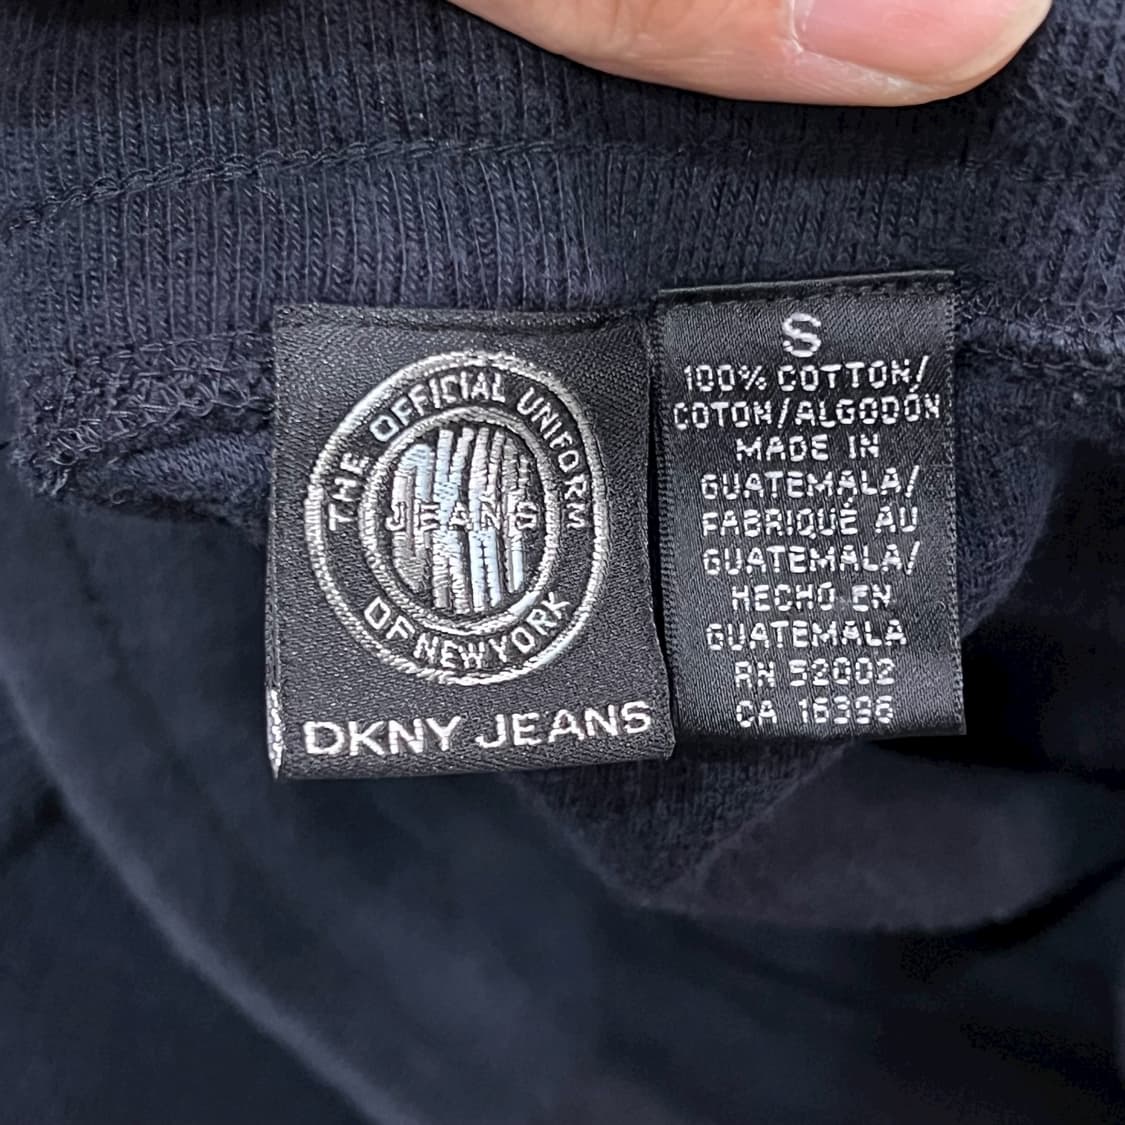 THE OFFICIAL UNIFORM
OF NEW YORK
JEANS
DKNY JEANS
S
100% COTTON/
COTON/ALGODÓN
MADE IN
GUATEMALA/
FABRIQUÉ AU
GUATEMALA/
HECHO EN
GUATEMALA
RN 52002
CA 16396